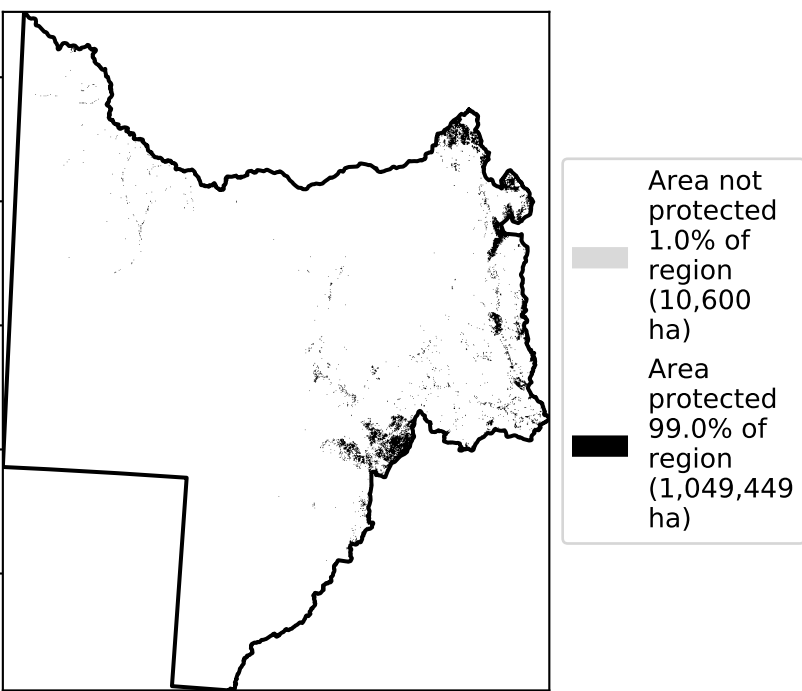 Area not
protected
1.0% of
region
(10,600
ha)
Area
protected
99.0% of
region
(1,049,449
ha)